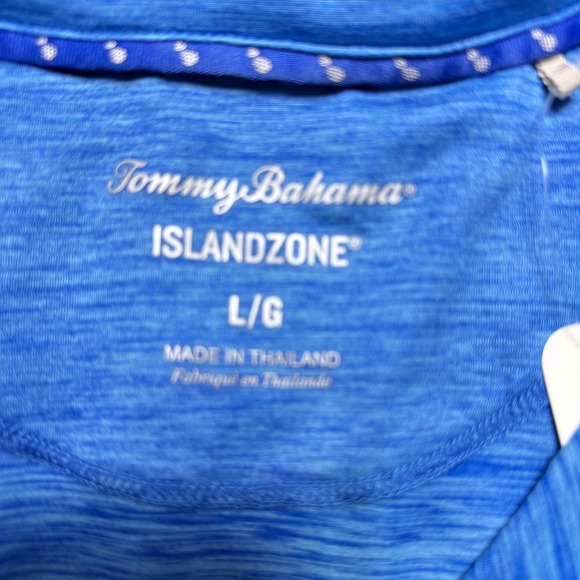 Tommy Bahama®
ISLANDZONE®
L/G
MADE IN THAILAND
Fabriqué en Thaïlande